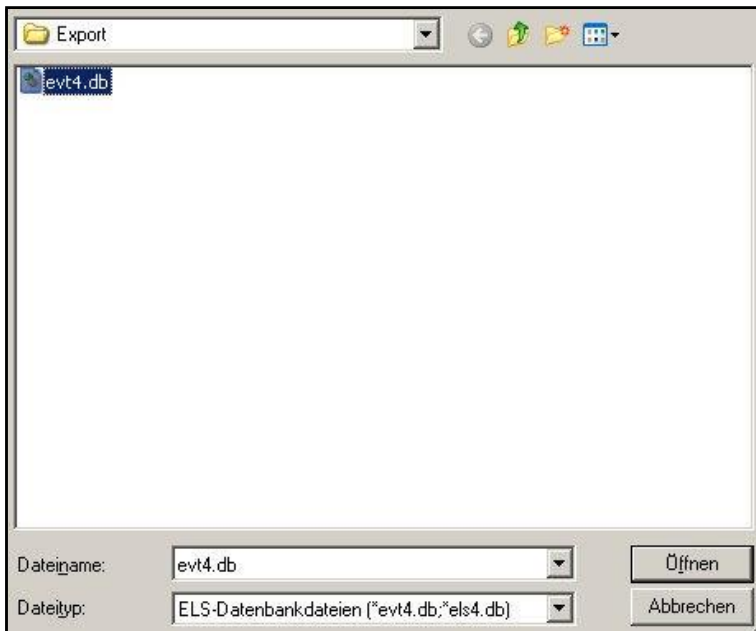 Export
evt4.db
Dateiname: evt4.db Öffnen
Dateityp: ELS-Datenbankdateien (*evt4.db;*els4.db) Abbrechen